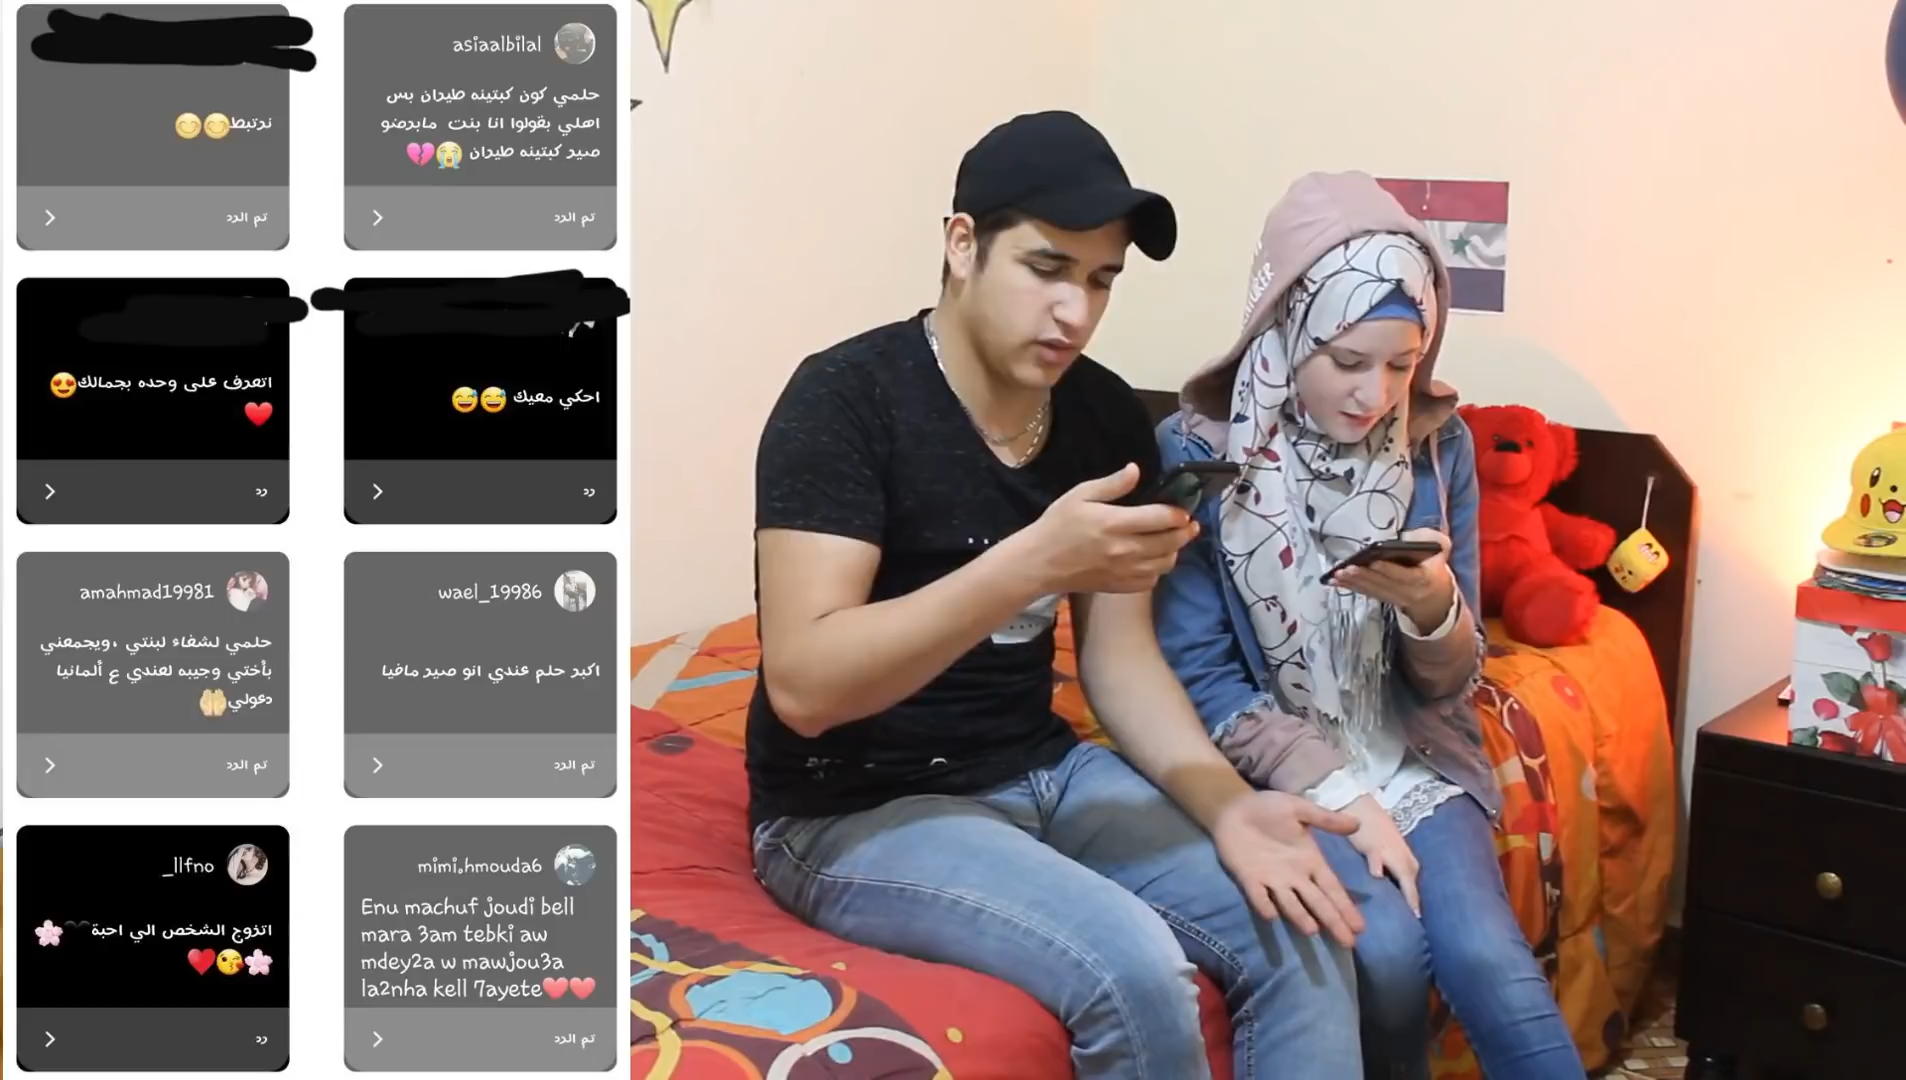 asiaalbilal
حلمي كون كبتينه طيران بس
اهلي بقولوا انا بنت مابرضو
صير كبتينه طيران 😭💔
تم الرد
نرتبط😊😊
تم الرد
احكي معيك 😅😅
رد
اتعرف على وحده بجمالك😍
❤️
رد
wael_19986
اكبر حلم عندي انو صير مافيا
تم الرد
amahmad19981
حلمي لشفاء لبنتي ،ويجمعني
بأختي وجيبه لعندي ع ألمانيا
دعولي🤲🏻
تم الرد
mimi.hmouda6
Enu machuf joudi bell
mara 3am tebki aw
mdey2a w mawjou3a
la2nha kell 7ayete❤️❤️
تم الرد
_llfno
اتزوج الشخص الي احبة🖤🌸
🌸😘❤️
رد